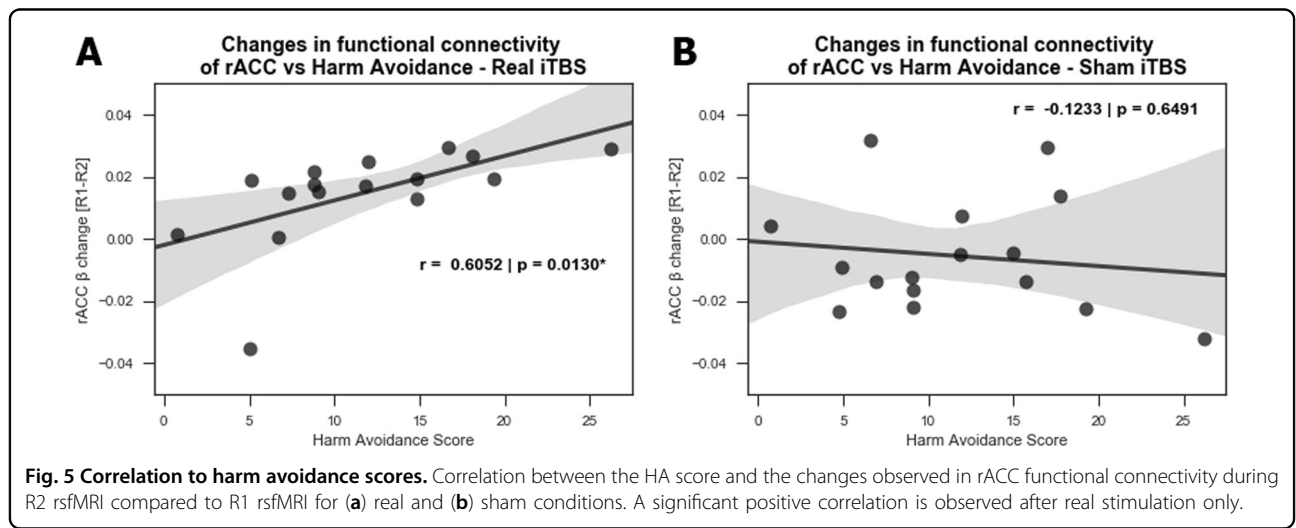 A
Changes in functional connectivity
of rACC vs Harm Avoidance - Real iTBS
rACC β change [R1-R2]
0.04
0.02
0.00
−0.02
−0.04
r = 0.6052 | p = 0.0130*
0 5 10 15 20 25
Harm Avoidance Score
B
Changes in functional connectivity
of rACC vs Harm Avoidance - Sham iTBS
rACC β change [R1-R2]
0.04
0.02
0.00
−0.02
−0.04
r = -0.1233 | p = 0.6491
0 5 10 15 20 25
Harm Avoidance Score
Fig. 5 Correlation to harm avoidance scores. Correlation between the HA score and the changes observed in rACC functional connectivity during
R2 rsfMRI compared to R1 rsfMRI for (a) real and (b) sham conditions. A significant positive correlation is observed after real stimulation only.